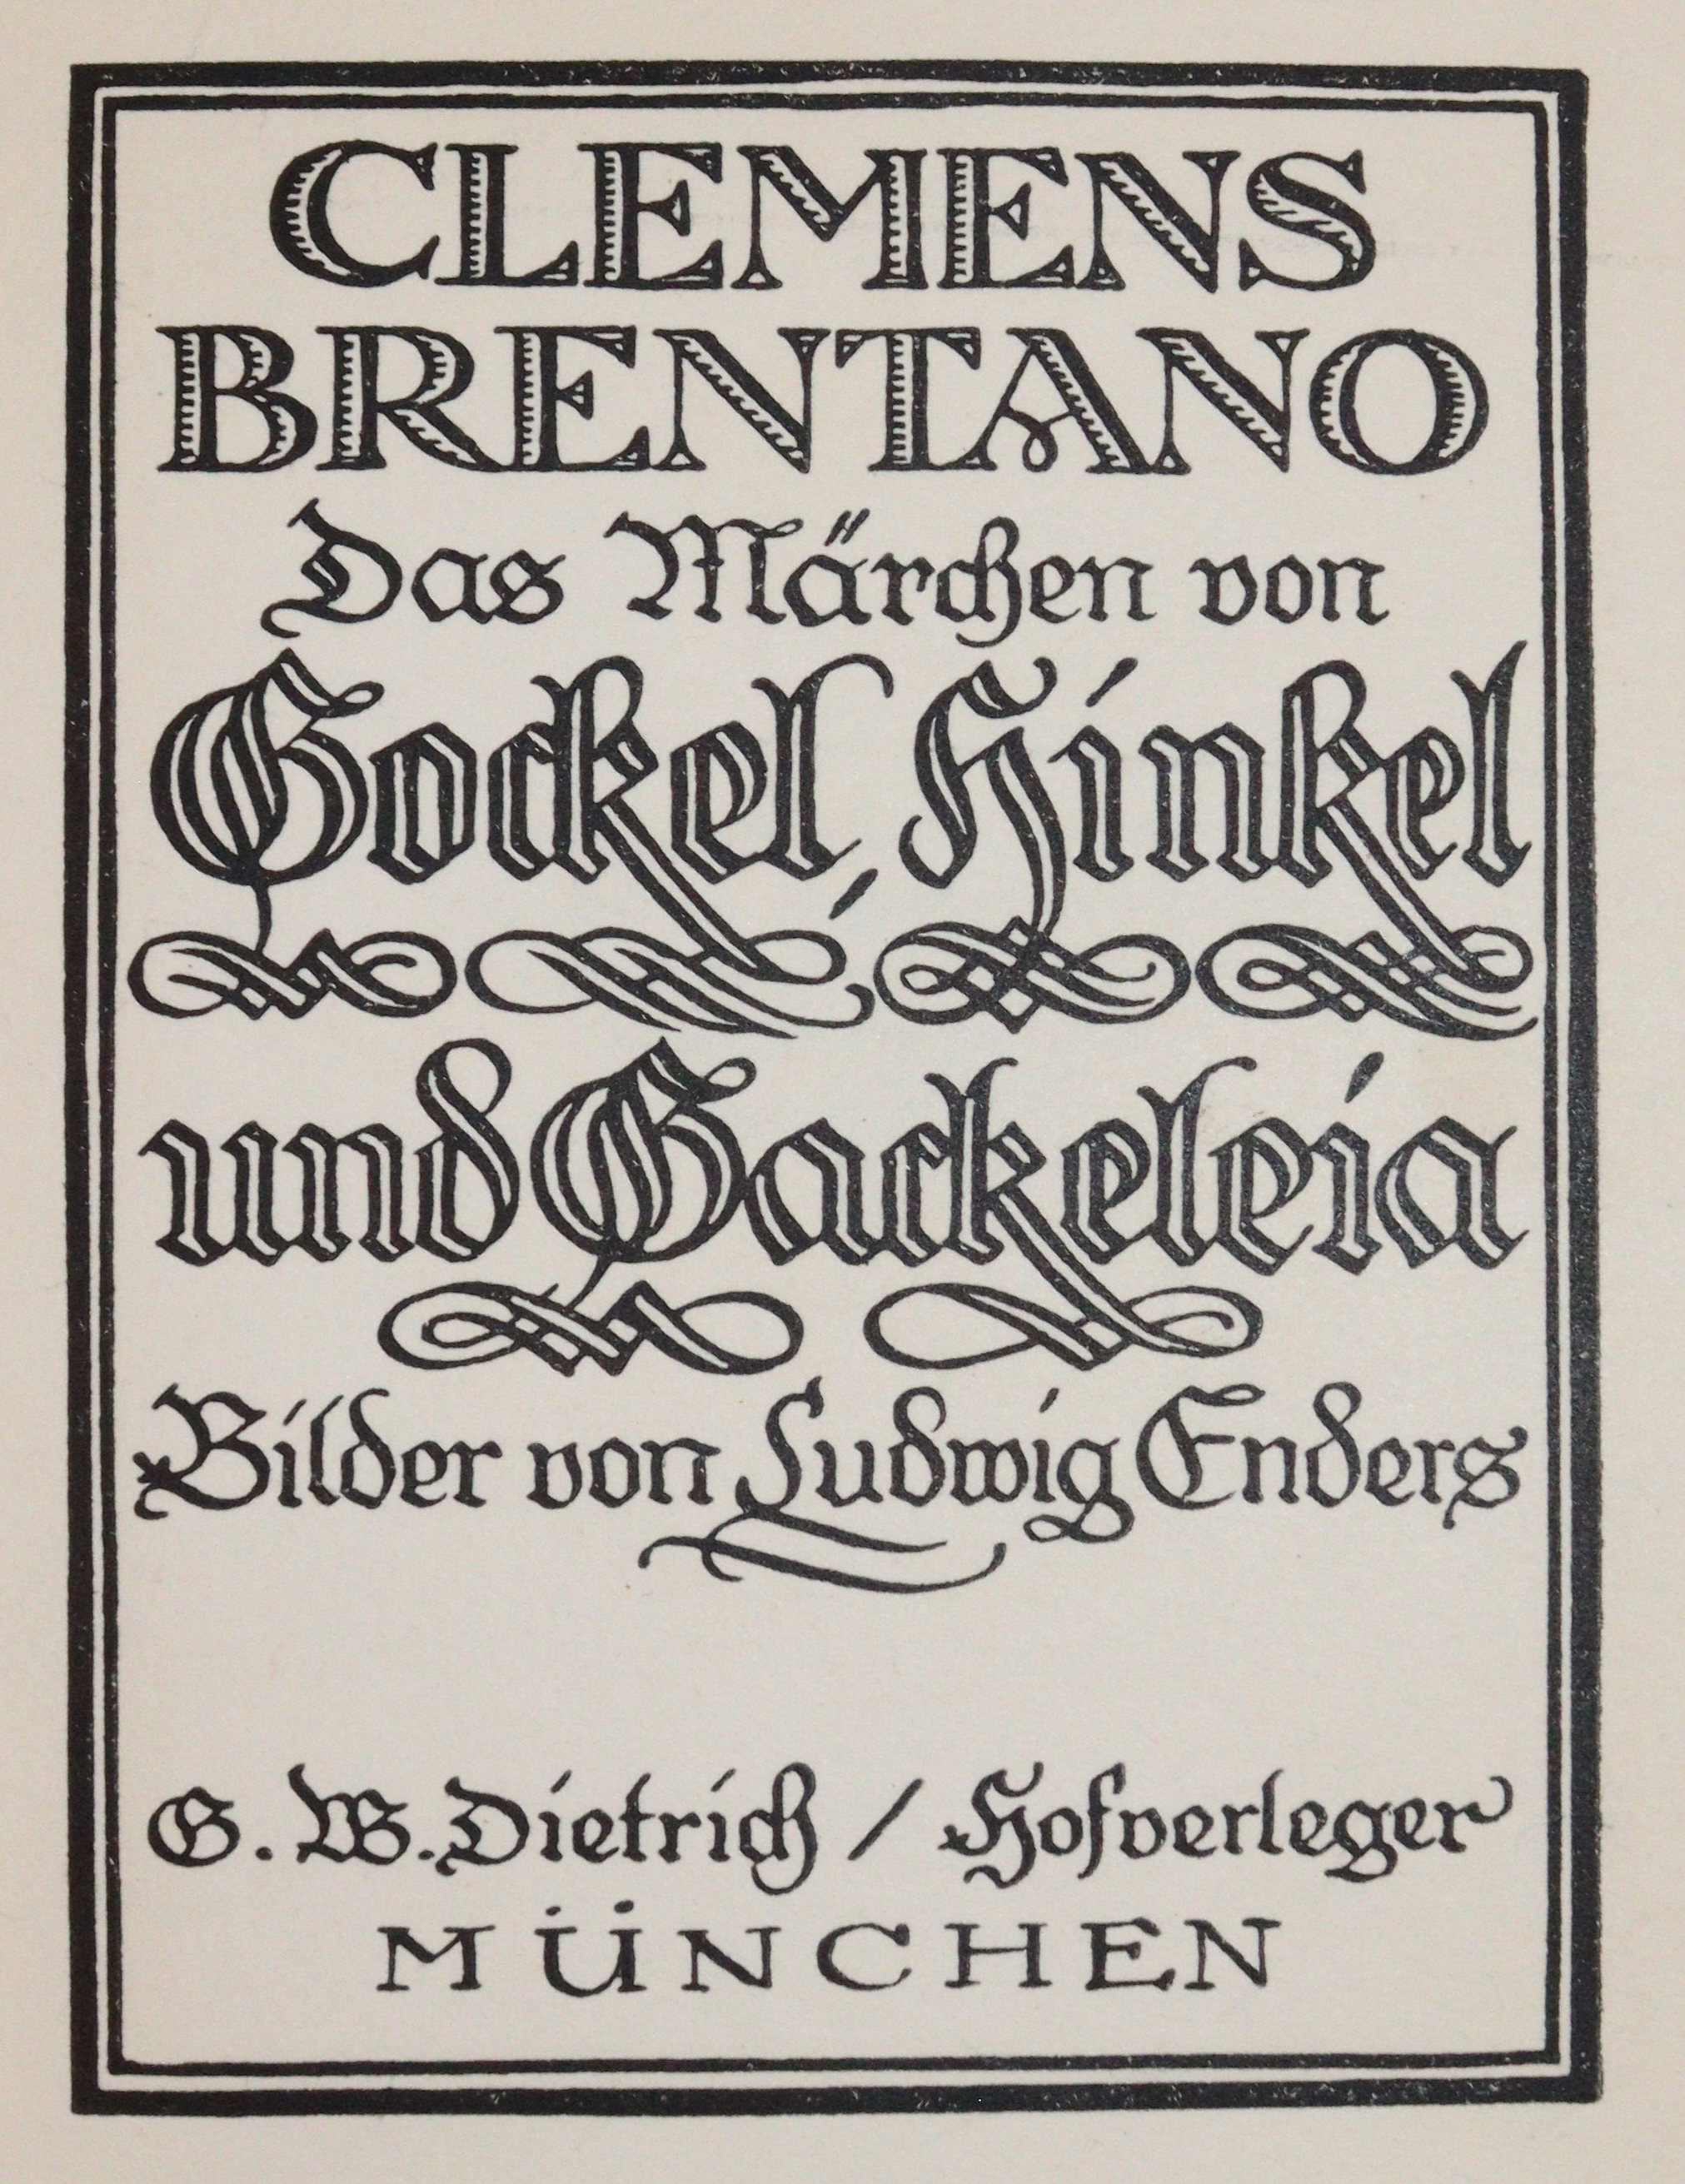 CLEMENS
BRENTANO
Das Märchen von
Gockel, Hinkel
und Gackeleia
Bilder von Ludwig Enders
G. W. Dietrich / Hofverleger
MÜNCHEN